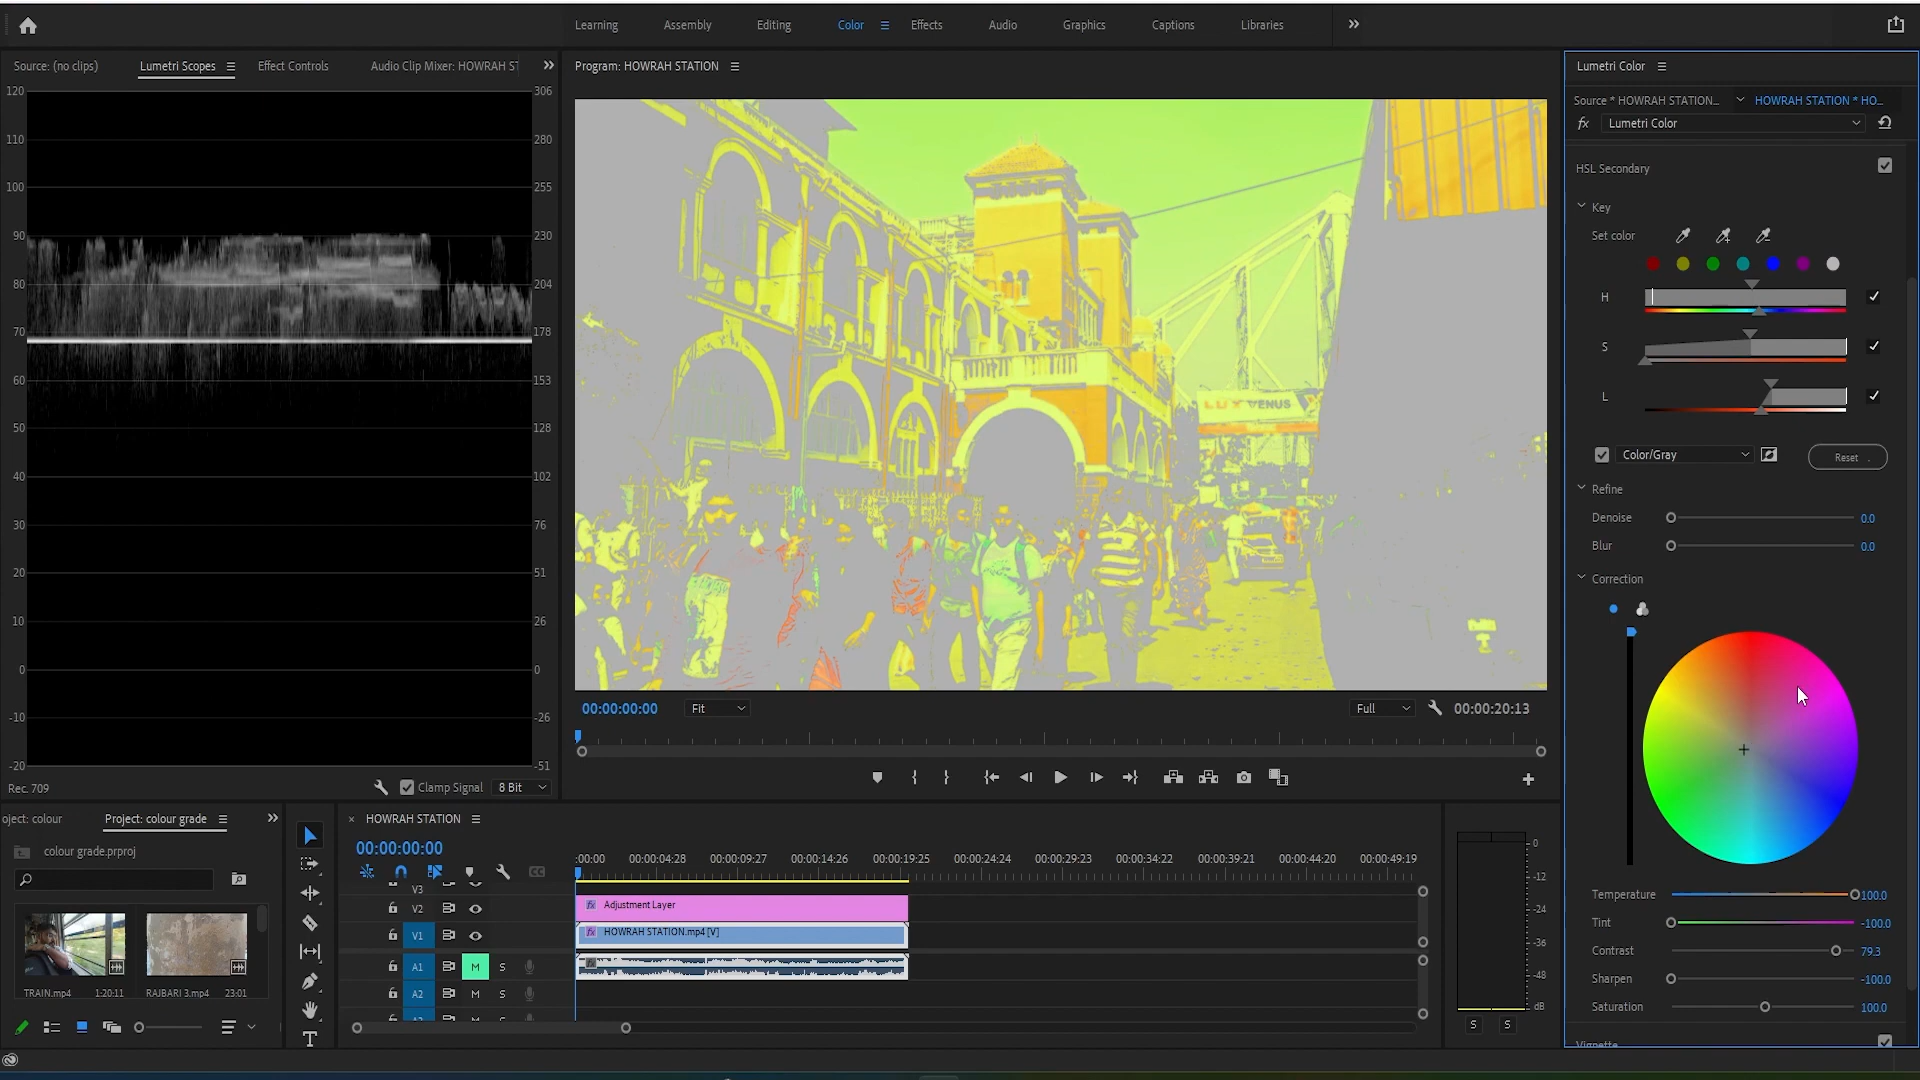 Learning Assembly Editing Color Effects Audio Graphics Captions Libraries
Source: (no clips) Lumetri Scopes Effect Controls Audio Clip Mixer: HOWRAH ST
120 306
110 280
100 255
90 230
80 204
70 178
60 153
50 128
40 102
30 76
20 51
10 26
0 0
-10 -26
-20 -51
Rec. 709 Clamp Signal 8 Bit
Program: HOWRAH STATION
LUX VENUS
00:00:00:00 Fit Full 00:00:20:13
Lumetri Color
Source * HOWRAH STATION... HOWRAH STATION * HO...
fx Lumetri Color
HSL Secondary
Key
Set color
H
S
L
Color/Gray Reset
Refine
Denoise 0.0
Blur 0.0
Correction
Temperature 100.0
Tint -100.0
Contrast 79.3
Sharpen -100.0
Saturation 100.0
Vignette
oject: colour Project: colour grade
colour grade.prproj
TRAIN.mp4 1:20:11 RAJBARI 3.mp4 23:01
T
× HOWRAH STATION
00:00:00:00
:00:00 00:00:04:28 00:00:09:27 00:00:14:26 00:00:19:25 00:00:24:24 00:00:29:23 00:00:34:22 00:00:39:21 00:00:44:20 00:00:49:19
V3
V2 fx Adjustment Layer
V1 fx HOWRAH STATION.mp4 [V]
A1 M S fx
A2 M S
0
-12
-24
-36
-48
dB
S S